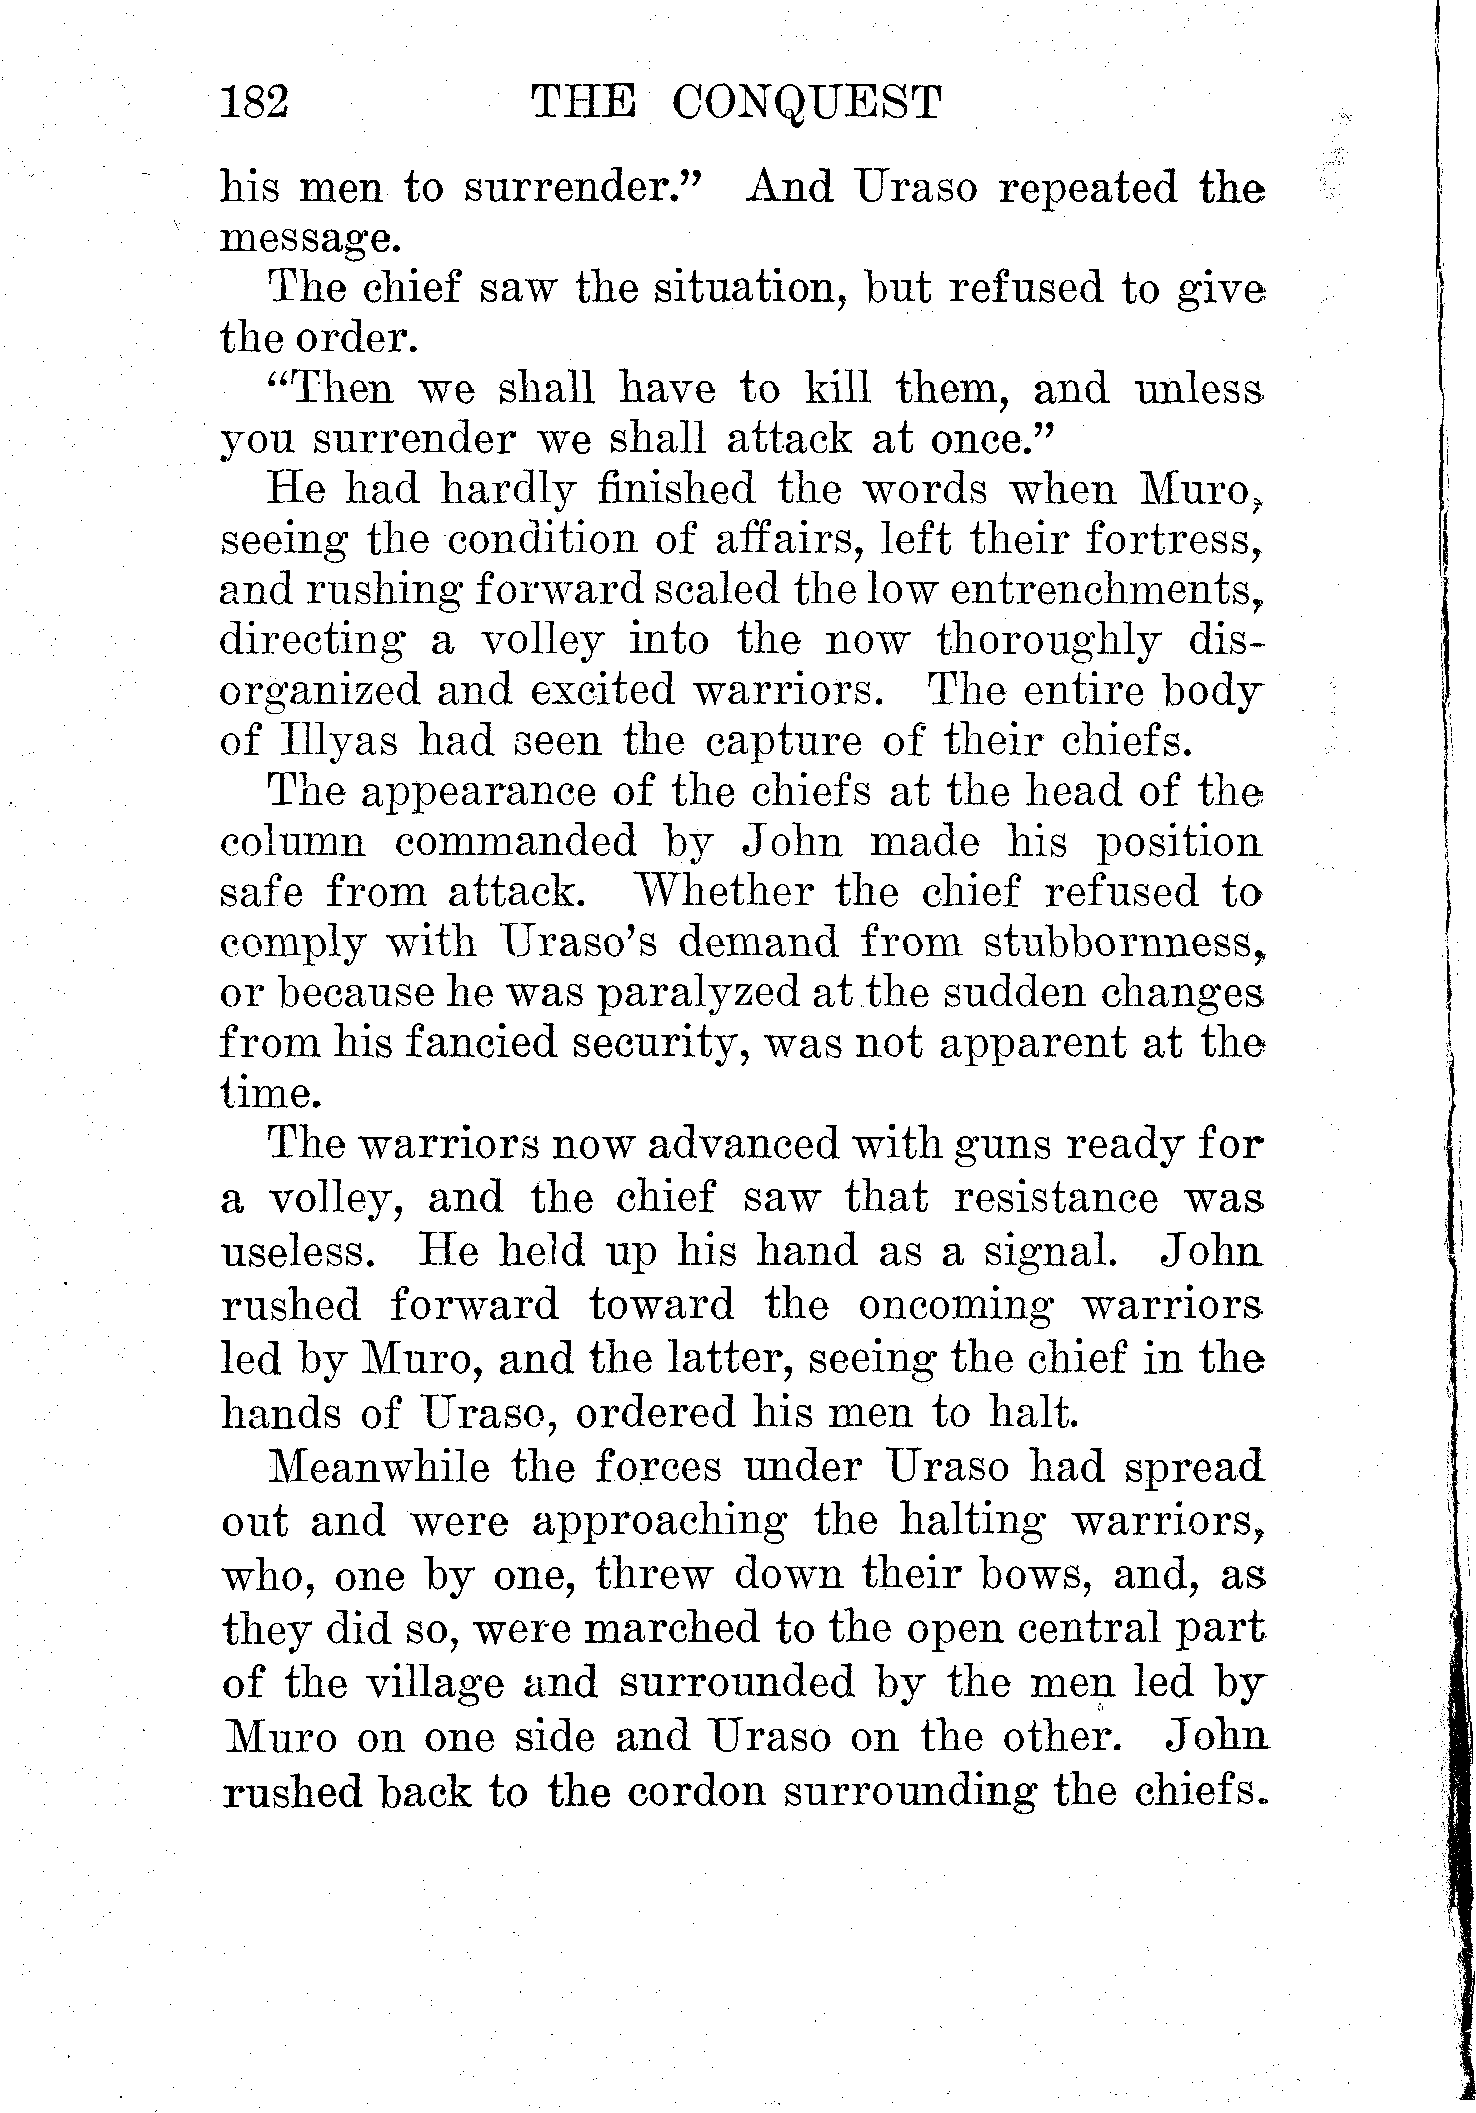 182 THE CONQUEST
his men to surrender.” And Uraso repeated the
message.
The chief saw the situation, but refused to give
the order.
“Then we shall have to kill them, and unless
you surrender we shall attack at once.”
He had hardly finished the words when Muro,
seeing the condition of affairs, left their fortress,
and rushing forward scaled the low entrenchments,
directing a volley into the now thoroughly dis-
organized and excited warriors. The entire body
of Illyas had seen the capture of their chiefs.
The appearance of the chiefs at the head of the
column commanded by John made his position
safe from attack. Whether the chief refused to
comply with Uraso’s demand from stubbornness,
or because he was paralyzed at the sudden changes
from his fancied security, was not apparent at the
time.
The warriors now advanced with guns ready for
a volley, and the chief saw that resistance was
useless. He held up his hand as a signal. John
rushed forward toward the oncoming warriors
led by Muro, and the latter, seeing the chief in the
hands of Uraso, ordered his men to halt.
Meanwhile the forces under Uraso had spread
out and were approaching the halting warriors,
who, one by one, threw down their bows, and, as
they did so, were marched to the open central part
of the village and surrounded by the men led by
Muro on one side and Uraso on the other. John
rushed back to the cordon surrounding the chiefs.